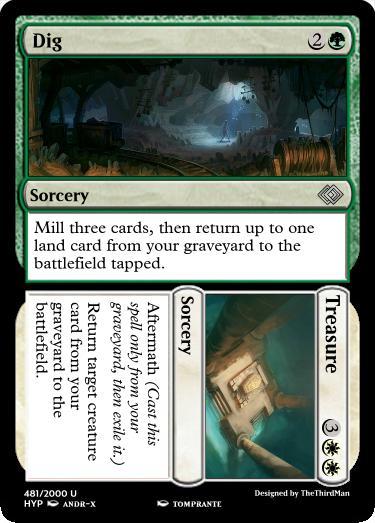 Dig 2
Sorcery
Mill three cards, then return up to one
land card from your graveyard to the
battlefield tapped.
Treasure 3
Sorcery
Aftermath (Cast this
spell only from your
graveyard, then exile it.)
Return target creature
card from your
graveyard to the
battlefield.
481/2000 U
HYP ANDR-X TOMPRANTE
Designed by TheThirdMan